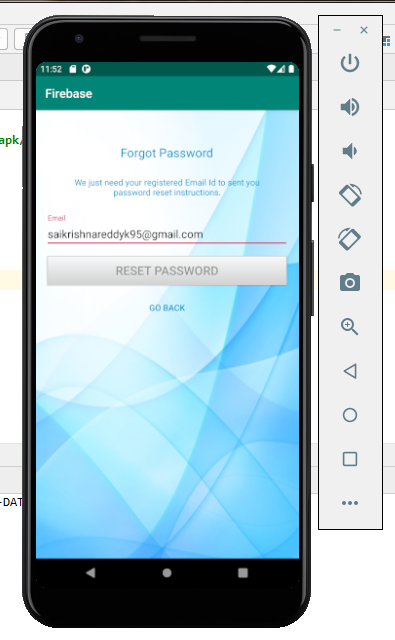 11:52
Firebase
apk/
Forgot Password
We just need your registered Email Id to sent you
password reset instructions.
Email
saikrishnareddyk95@gmail.com
RESET PASSWORD
GO BACK
-DAT